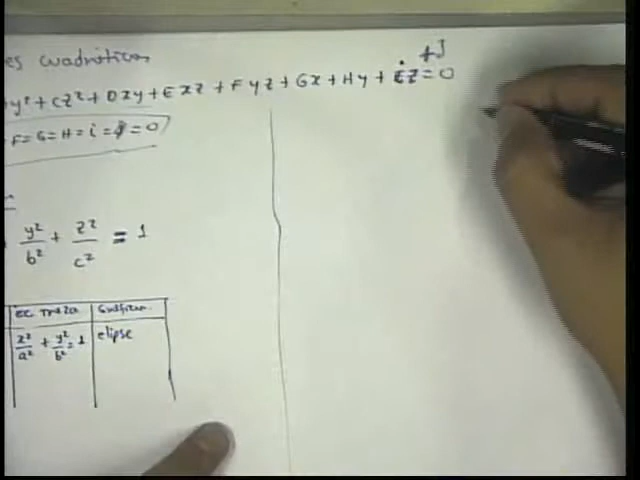 es cuadráticas
+J
y² + Cz² + Dxy + Exz + Fyz + Gx + Hy + iz = 0
F = G = H = i = J = 0
y²/b² + z²/c² = 1
ec traza
x²/a² + y²/b² = 1 elipse